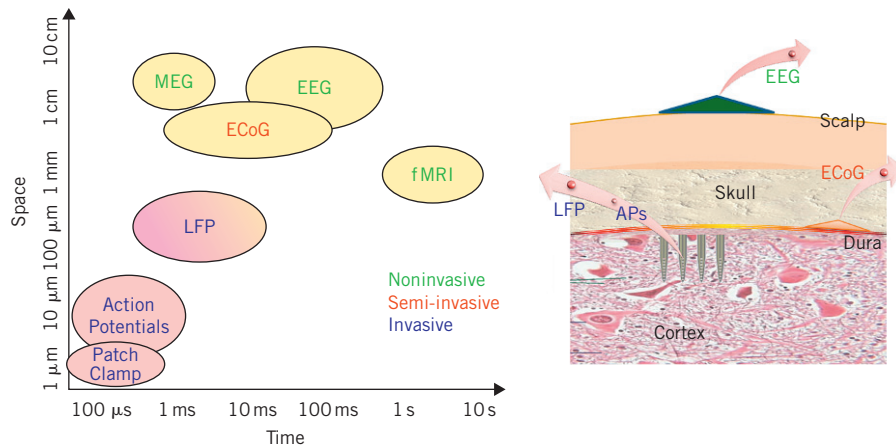 10 cm
1 cm
1 mm
100 μm
10 μm
1 μm
Space
MEG
EEG
ECoG
fMRI
LFP
Action
Potentials
Patch
Clamp
Noninvasive
Semi-invasive
Invasive
100 μs
1 ms
10 ms
100 ms
1 s
10 s
Time
EEG
Scalp
ECoG
Skull
LFP
APs
Dura
Cortex